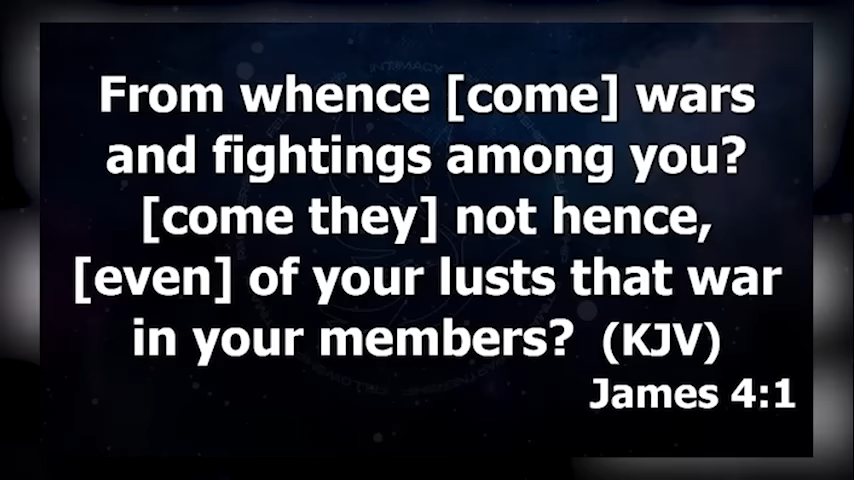 From whence [come] wars
and fightings among you?
[come they] not hence,
[even] of your lusts that war
in your members? (KJV)
James 4:1
INTIMACY